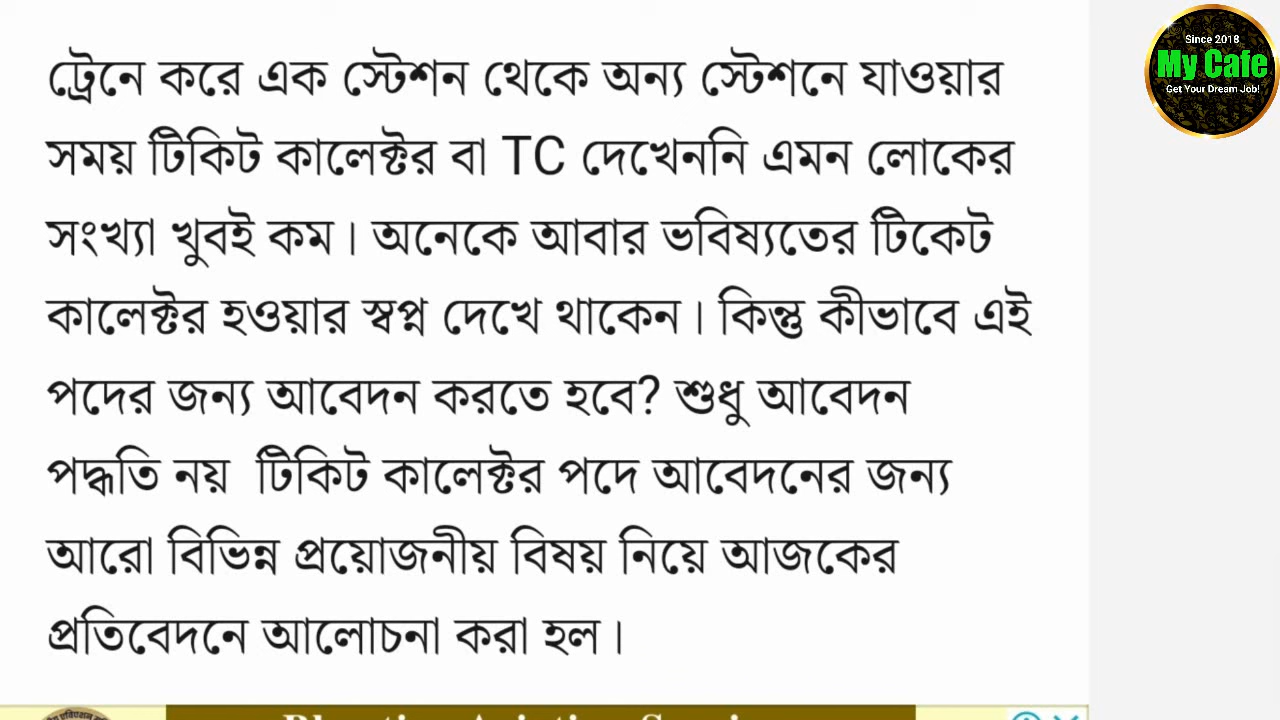 ট্রেনে করে এক স্টেশন থেকে অন্য স্টেশনে যাওয়ার
সময় টিকিট কালেক্টর বা TC দেখেননি এমন লোকের
সংখ্যা খুবই কম। অনেকে আবার ভবিষ্যতের টিকেট
কালেক্টর হওয়ার স্বপ্ন দেখে থাকেন। কিন্তু কীভাবে এই
পদের জন্য আবেদন করতে হবে? শুধু আবেদন
পদ্ধতি নয় টিকিট কালেক্টর পদে আবেদনের জন্য
আরো বিভিন্ন প্রয়োজনীয় বিষয় নিয়ে আজকের
প্রতিবেদনে আলোচনা করা হল।
Since 2018
My Cafe
Get Your Dream Job!